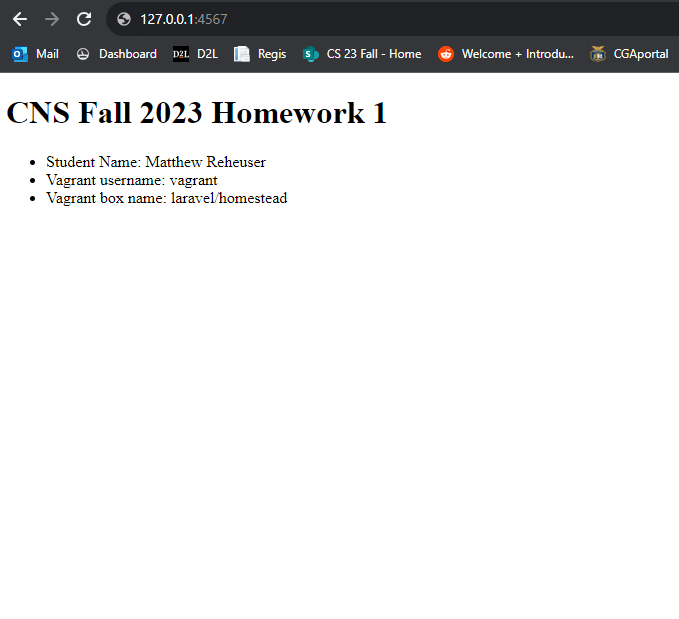 127.0.0.1:4567
Mail Dashboard D2L D2L Regis S CS 23 Fall - Home Welcome + Introdu... CGAportal
CNS Fall 2023 Homework 1
• Student Name: Matthew Reheuser
• Vagrant username: vagrant
• Vagrant box name: laravel/homestead